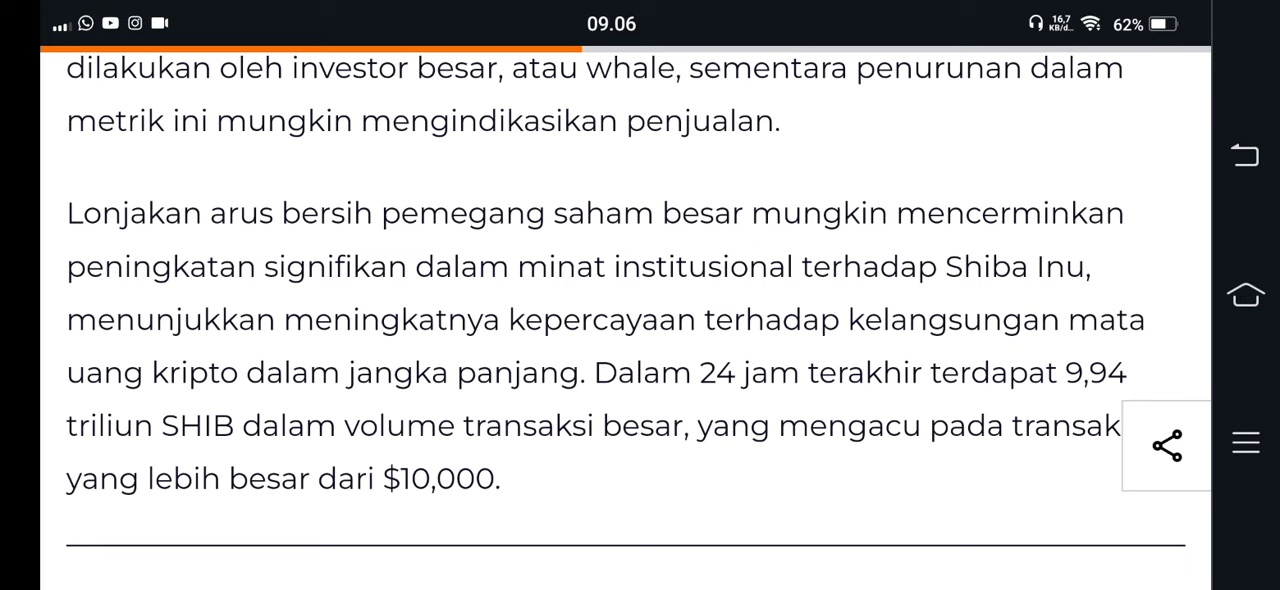 09.06
16,7
KB/d...
62%
dilakukan oleh investor besar, atau whale, sementara penurunan dalam
metrik ini mungkin mengindikasikan penjualan.
Lonjakan arus bersih pemegang saham besar mungkin mencerminkan
peningkatan signifikan dalam minat institusional terhadap Shiba Inu,
menunjukkan meningkatnya kepercayaan terhadap kelangsungan mata
uang kripto dalam jangka panjang. Dalam 24 jam terakhir terdapat 9,94
triliun SHIB dalam volume transaksi besar, yang mengacu pada transak
yang lebih besar dari $10,000.